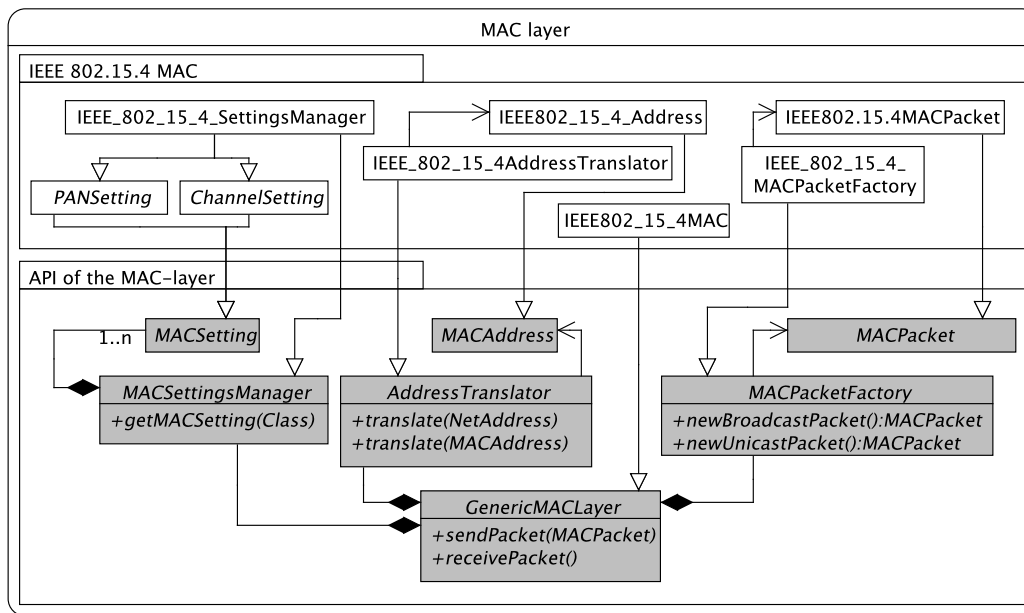 MAC layer
IEEE 802.15.4 MAC
IEEE_802_15_4_SettingsManager
IEEE802_15_4_Address
IEEE802.15.4MACPacket
IEEE_802_15_4AddressTranslator
IEEE_802_15_4_
MACPacketFactory
PANSetting
ChannelSetting
IEEE802_15_4MAC
API of the MAC-layer
1..n
MACSetting
MACAddress
MACPacket
MACSettingsManager
+getMACSetting(Class)
AddressTranslator
+translate(NetAddress)
+translate(MACAddress)
MACPacketFactory
+newBroadcastPacket():MACPacket
+newUnicastPacket():MACPacket
GenericMACLayer
+sendPacket(MACPacket)
+receivePacket()